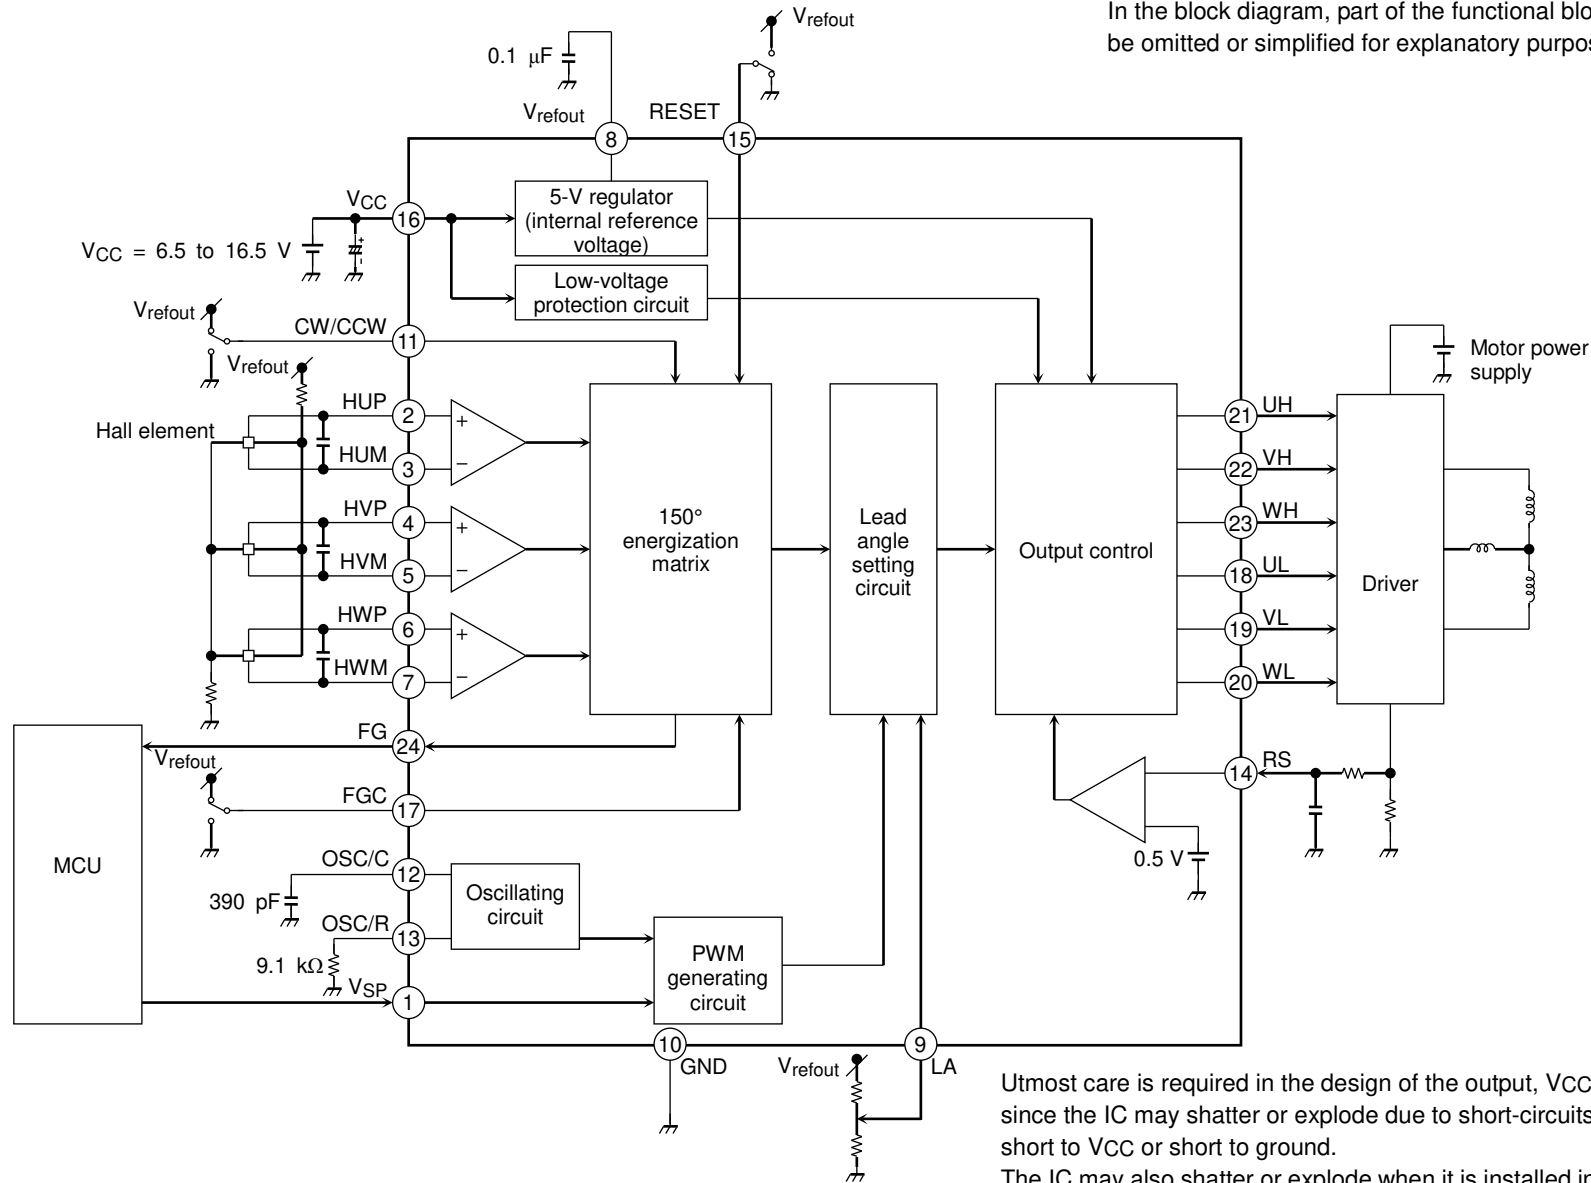 In the block diagram, part of the functional blo
be omitted or simplified for explanatory purpos
Vrefout
0.1 μF
Vrefout
RESET
8
15
VCC
16
5-V regulator
(internal reference
voltage)
VCC = 6.5 to 16.5 V
+
-
Low-voltage
protection circuit
Vrefout
CW/CCW
11
Vrefout
Motor power
supply
Hall element
HUP
2
HUM
3
HVP
4
HVM
5
HWP
6
HWM
7
+
−
+
−
+
−
150°
energization
matrix
Lead
angle
setting
circuit
Output control
21
UH
22
VH
23
WH
18
UL
19
VL
20
WL
Driver
FG
24
Vrefout
FGC
17
14
RS
0.5 V
MCU
OSC/C
12
390 pF
Oscillating
circuit
OSC/R
13
9.1 kΩ
VSP
1
PWM
generating
circuit
10
GND
9
LA
Vrefout
Utmost care is required in the design of the output, VCC
since the IC may shatter or explode due to short-circuits
short to VCC or short to ground.
The IC may also shatter or explode when it is installed in